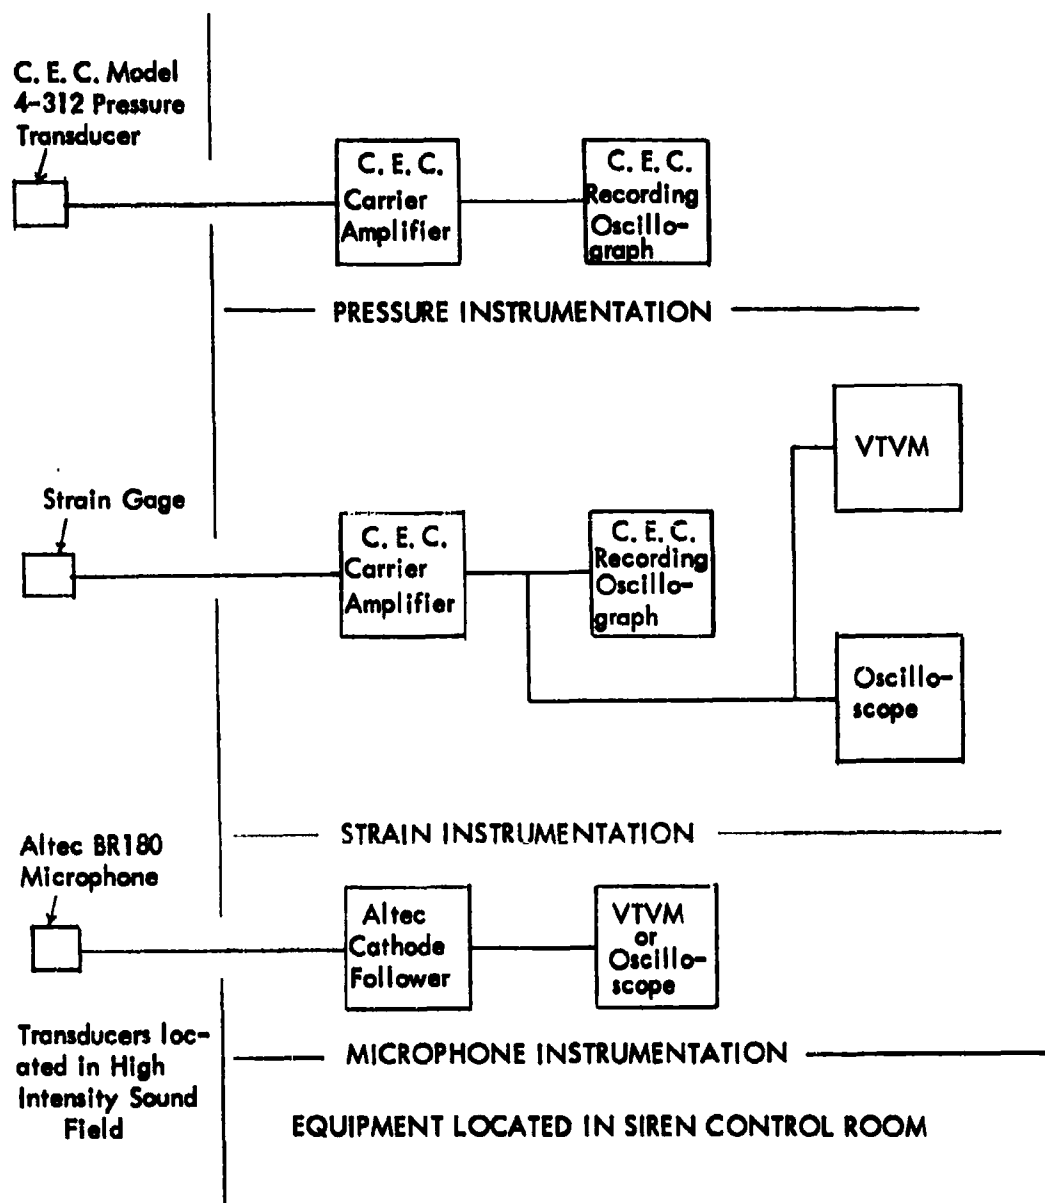 C. E. C. Model
4-312 Pressure
Transducer
C. E. C.
Carrier
Amplifier
C. E. C.
Recording
Oscillo-
graph
PRESSURE INSTRUMENTATION
VTVM
Strain Gage
C. E. C.
Carrier
Amplifier
C. E. C.
Recording
Oscillo-
graph
Oscillo-
scope
STRAIN INSTRUMENTATION
Altec BR180
Microphone
Altec
Cathode
Follower
VTVM
or
Oscillo-
scope
MICROPHONE INSTRUMENTATION
Transducers loc-
ated in High
Intensity Sound
Field
EQUIPMENT LOCATED IN SIREN CONTROL ROOM